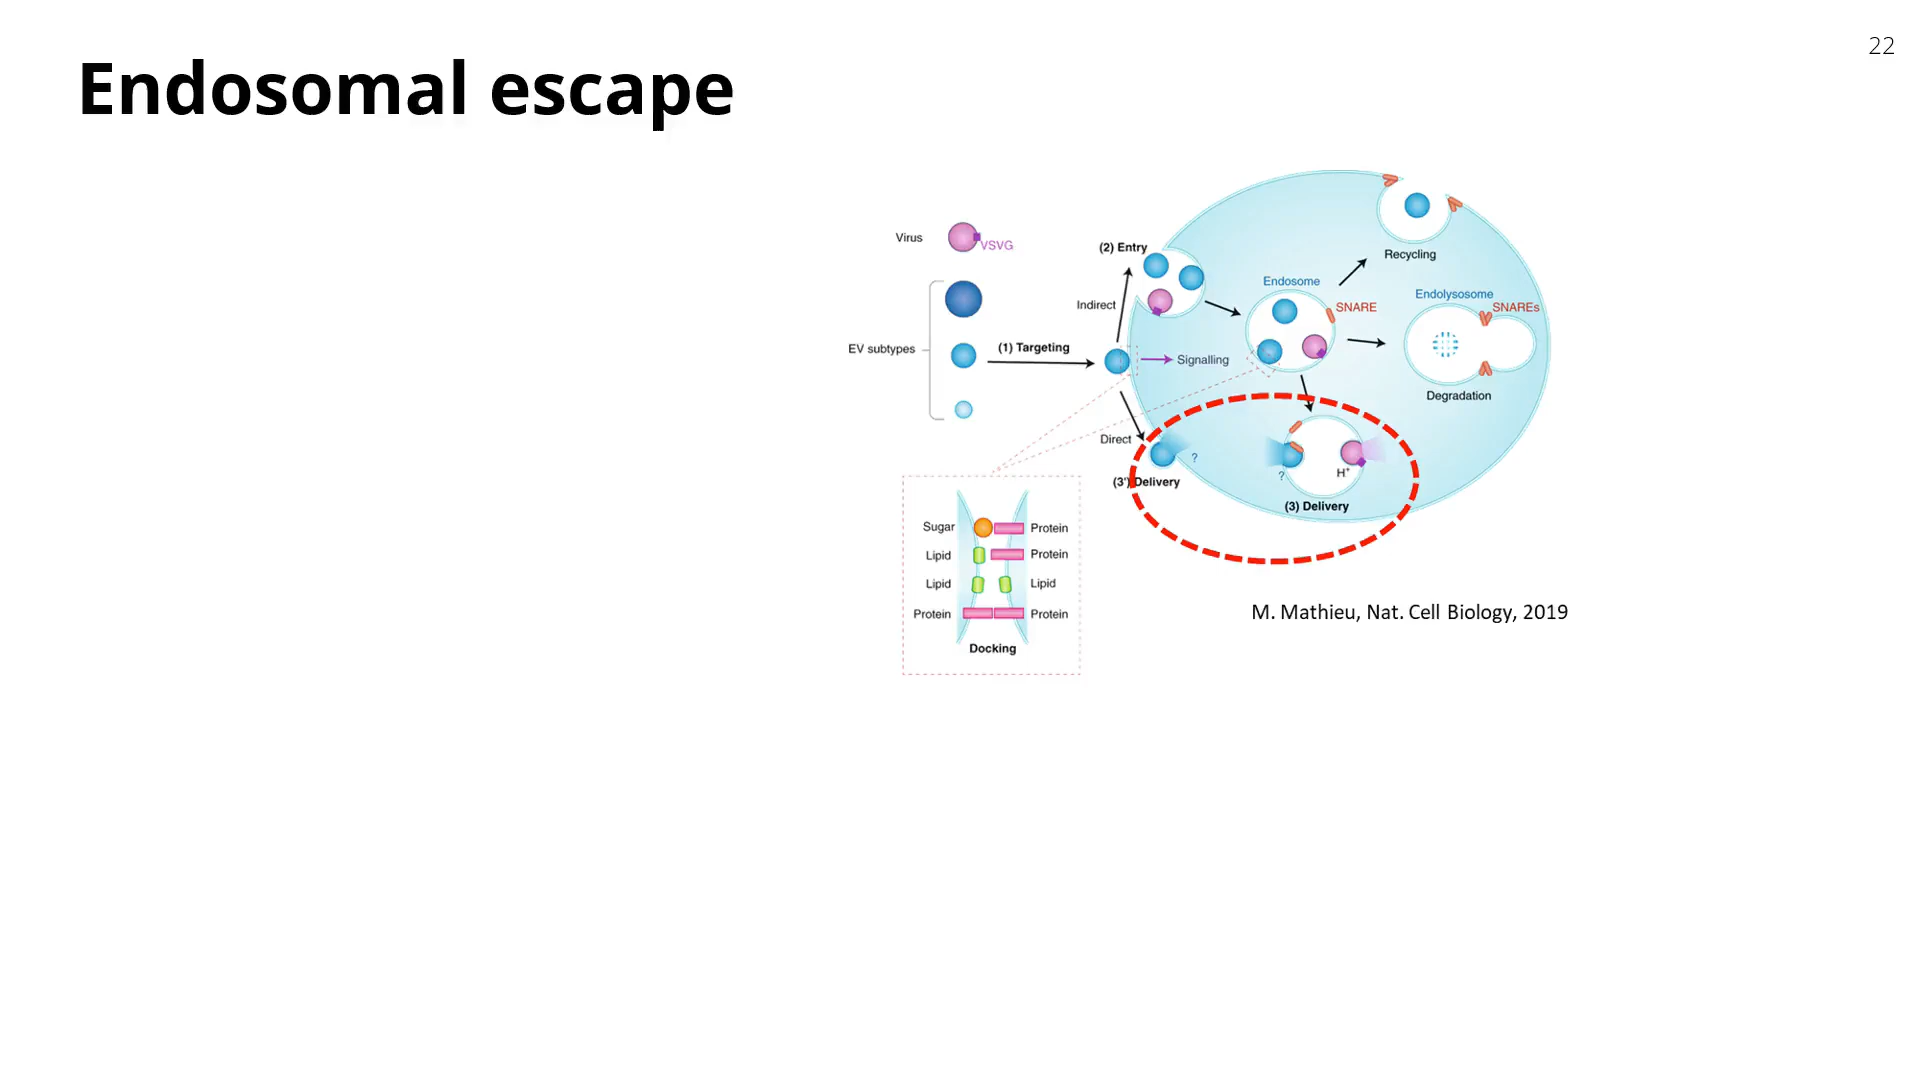 22
Endosomal escape
Virus
VSVG
EV subtypes
(1) Targeting
(2) Entry
Indirect
Signalling
Direct
?
(3') Delivery
Endosome
SNARE
Recycling
Endolysosome
SNAREs
Degradation
?
H⁺
(3) Delivery
Sugar Protein
Lipid Protein
Lipid Lipid
Protein Protein
Docking
M. Mathieu, Nat. Cell Biology, 2019